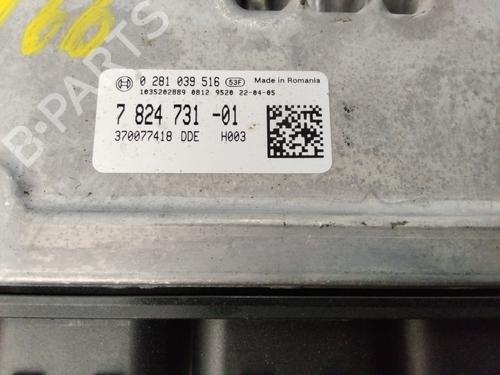 B-PARTS
0 281 039 516 53F Made in Romania
1035202889 0812 9520 22-04-05
7 824 731 -01
370077418 DDE H003